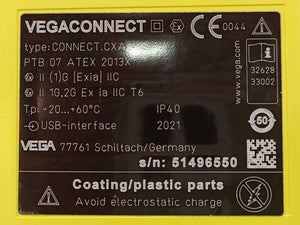 VEGACONNECT
CE 0044
type: CONNECT.CXA
PTB 07 ATEX 2013X
II (1)G [Exia] IIC
II 1G,2G Ex ia IIC T6
www.vega.com
32628
33002
Tp:-20...+60°C IP40
USB-interface 2021
50
VEGA 77761 Schiltach/Germany
s/n: 51496550
Coating/plastic parts
Avoid electrostatic charge